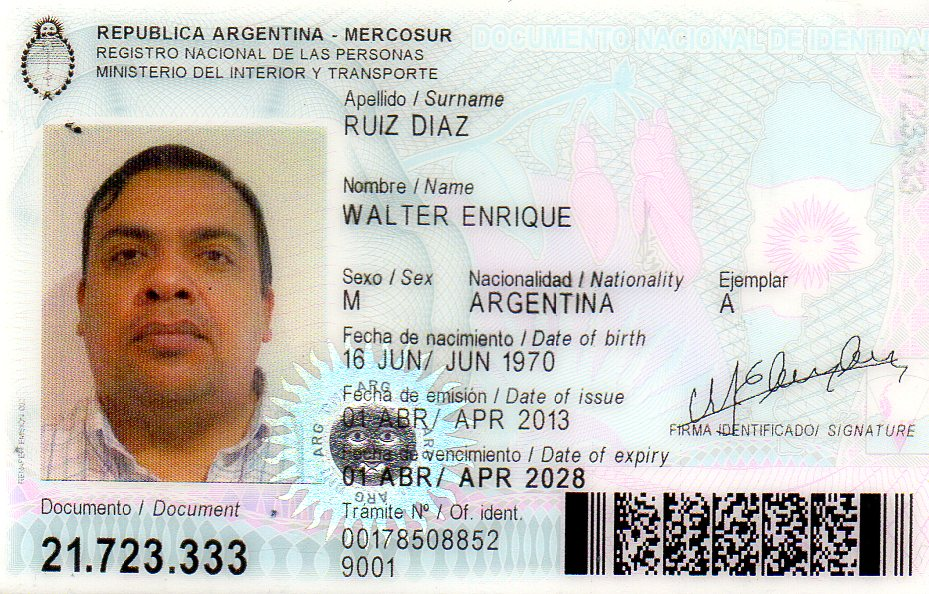 REPUBLICA ARGENTINA - MERCOSUR
REGISTRO NACIONAL DE LAS PERSONAS
MINISTERIO DEL INTERIOR Y TRANSPORTE
DOCUMENTO NACIONAL DE IDENTIDA
Apellido / Surname
RUIZ DIAZ
Nombre / Name
WALTER ENRIQUE
Sexo / Sex Nacionalidad / Nationality Ejemplar
M ARGENTINA A
Fecha de nacimiento / Date of birth
16 JUN/ JUN 1970
Fecha de emisión / Date of issue
01 ABR/ APR 2013
Fecha de vencimiento / Date of expiry
01 ABR/ APR 2028
ARG
ARG
ARG
ARG
FIRMA IDENTIFICADO/ SIGNATURE
Documento / Document
21.723.333
Trámite Nº / Of. ident.
00178508852
9001
21723333